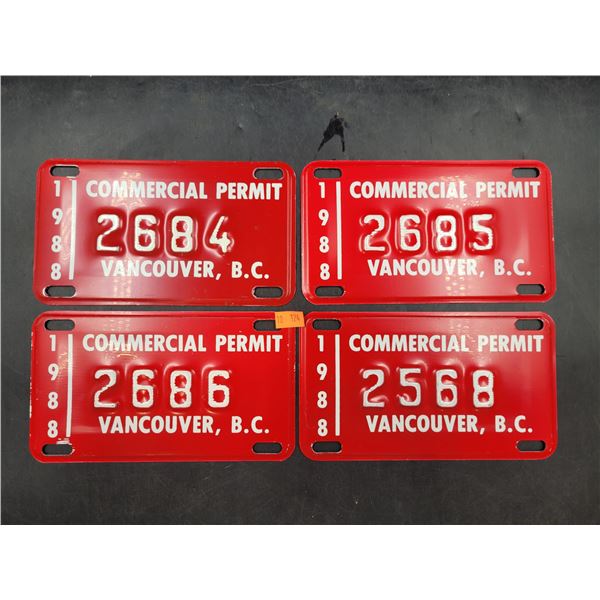 1988
COMMERCIAL PERMIT
2684
VANCOUVER, B.C.
1988
COMMERCIAL PERMIT
2685
VANCOUVER, B.C.
1988
COMMERCIAL PERMIT
2686
VANCOUVER, B.C.
1988
COMMERCIAL PERMIT
2568
VANCOUVER, B.C.